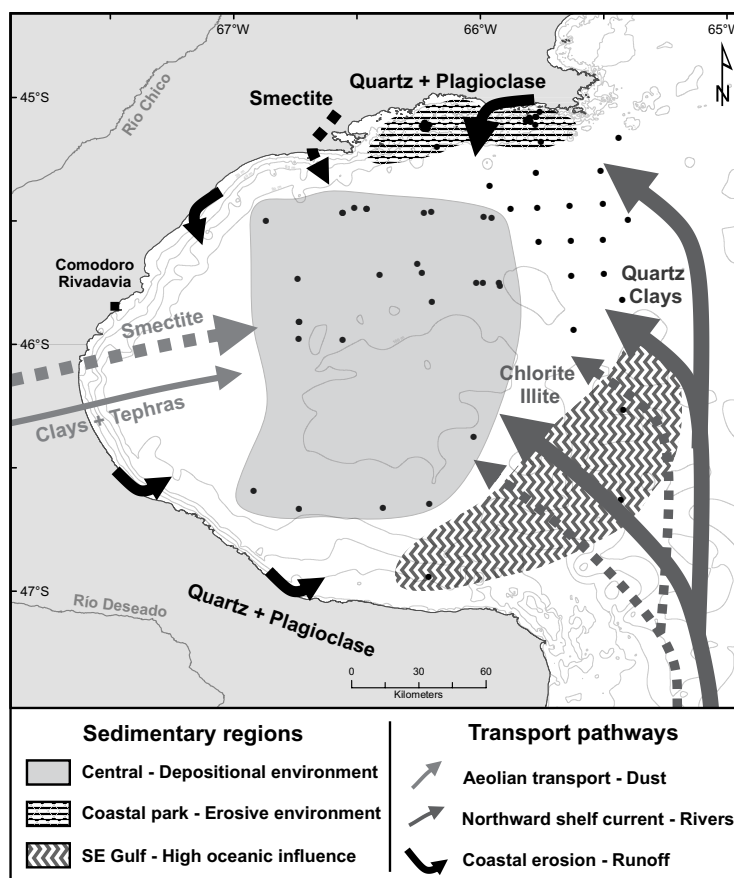 67°W
66°W
65°W
45°S
46°S
47°S
Río Chico
Quartz + Plagioclase
Smectite
N
Comodoro
Rivadavia
Quartz
Clays
Smectite
Chlorite
Illite
Clays + Tephras
Río Deseado
Quartz + Plagioclase
0 30 60
Kilometers
Sedimentary regions
Central - Depositional environment
Coastal park - Erosive environment
SE Gulf - High oceanic influence
Transport pathways
Aeolian transport - Dust
Northward shelf current - Rivers
Coastal erosion - Runoff